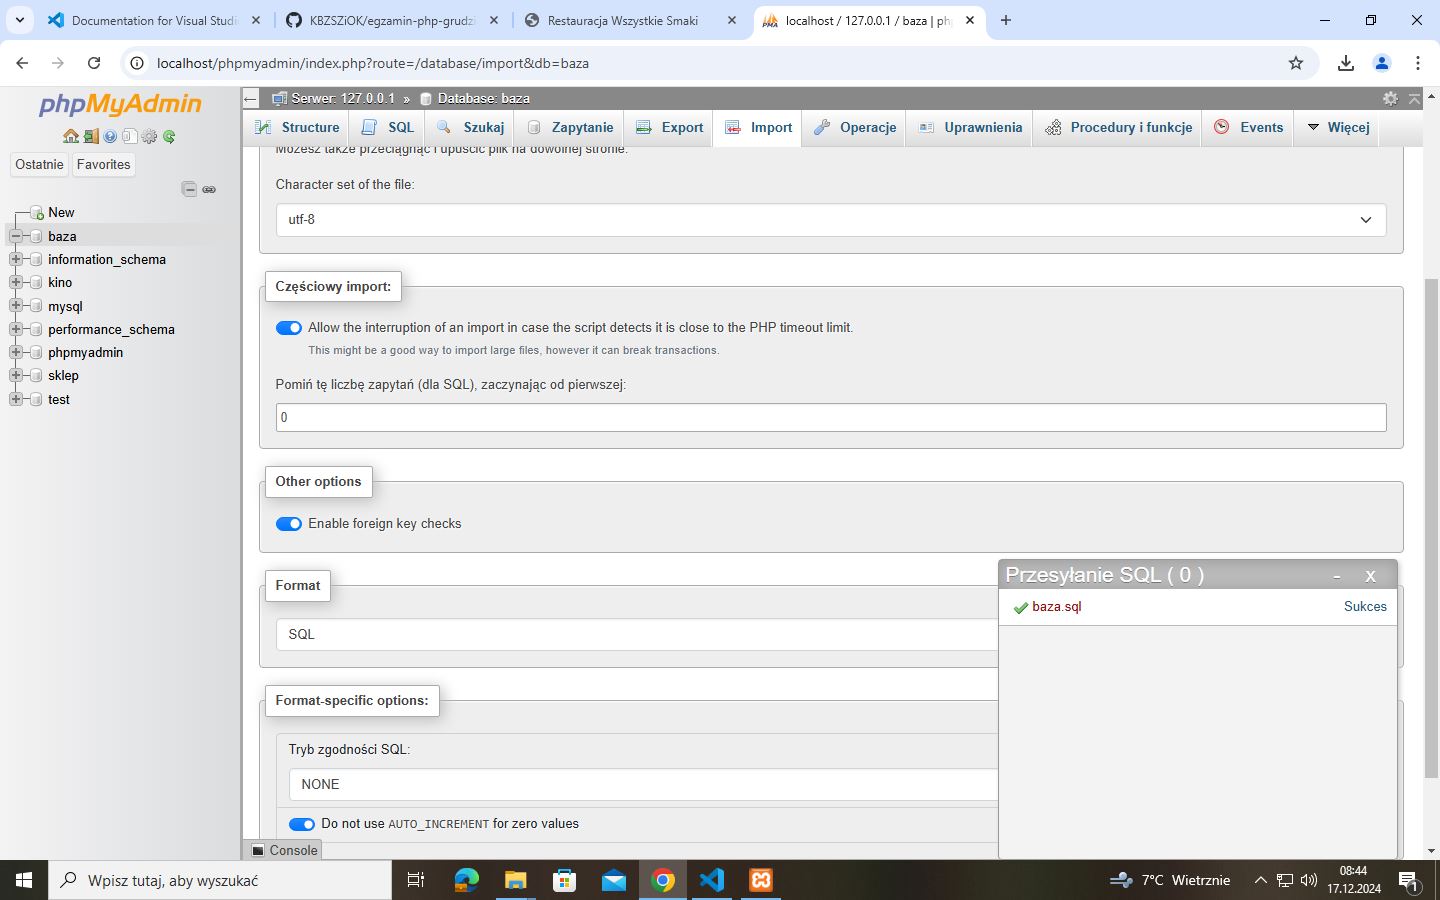 Documentation for Visual Studi
KBZSZiOK/egzamin-php-grudzi
Restauracja Wszystkie Smaki
localhost / 127.0.0.1 / baza | ph
localhost/phpmyadmin/index.php?route=/database/import&db=baza
phpMyAdmin
Ostatnie
Favorites
New
baza
information_schema
kino
mysql
performance_schema
phpmyadmin
sklep
test
Serwer: 127.0.0.1 » Database: baza
Structure
SQL
Szukaj
Zapytanie
Export
Import
Operacje
Uprawnienia
Procedury i funkcje
Events
Więcej
Możesz także przeciągnąć i upuścić plik na dowolnej stronie.
Character set of the file:
utf-8
Częściowy import:
Allow the interruption of an import in case the script detects it is close to the PHP timeout limit.
This might be a good way to import large files, however it can break transactions.
Pomiń tę liczbę zapytań (dla SQL), zaczynając od pierwszej:
0
Other options
Enable foreign key checks
Format
SQL
Format-specific options:
Tryb zgodności SQL:
NONE
Do not use AUTO_INCREMENT for zero values
Przesyłanie SQL ( 0 )
- x
baza.sql
Sukces
Console
Wpisz tutaj, aby wyszukać
7°C Wietrznie
08:44
17.12.2024
1